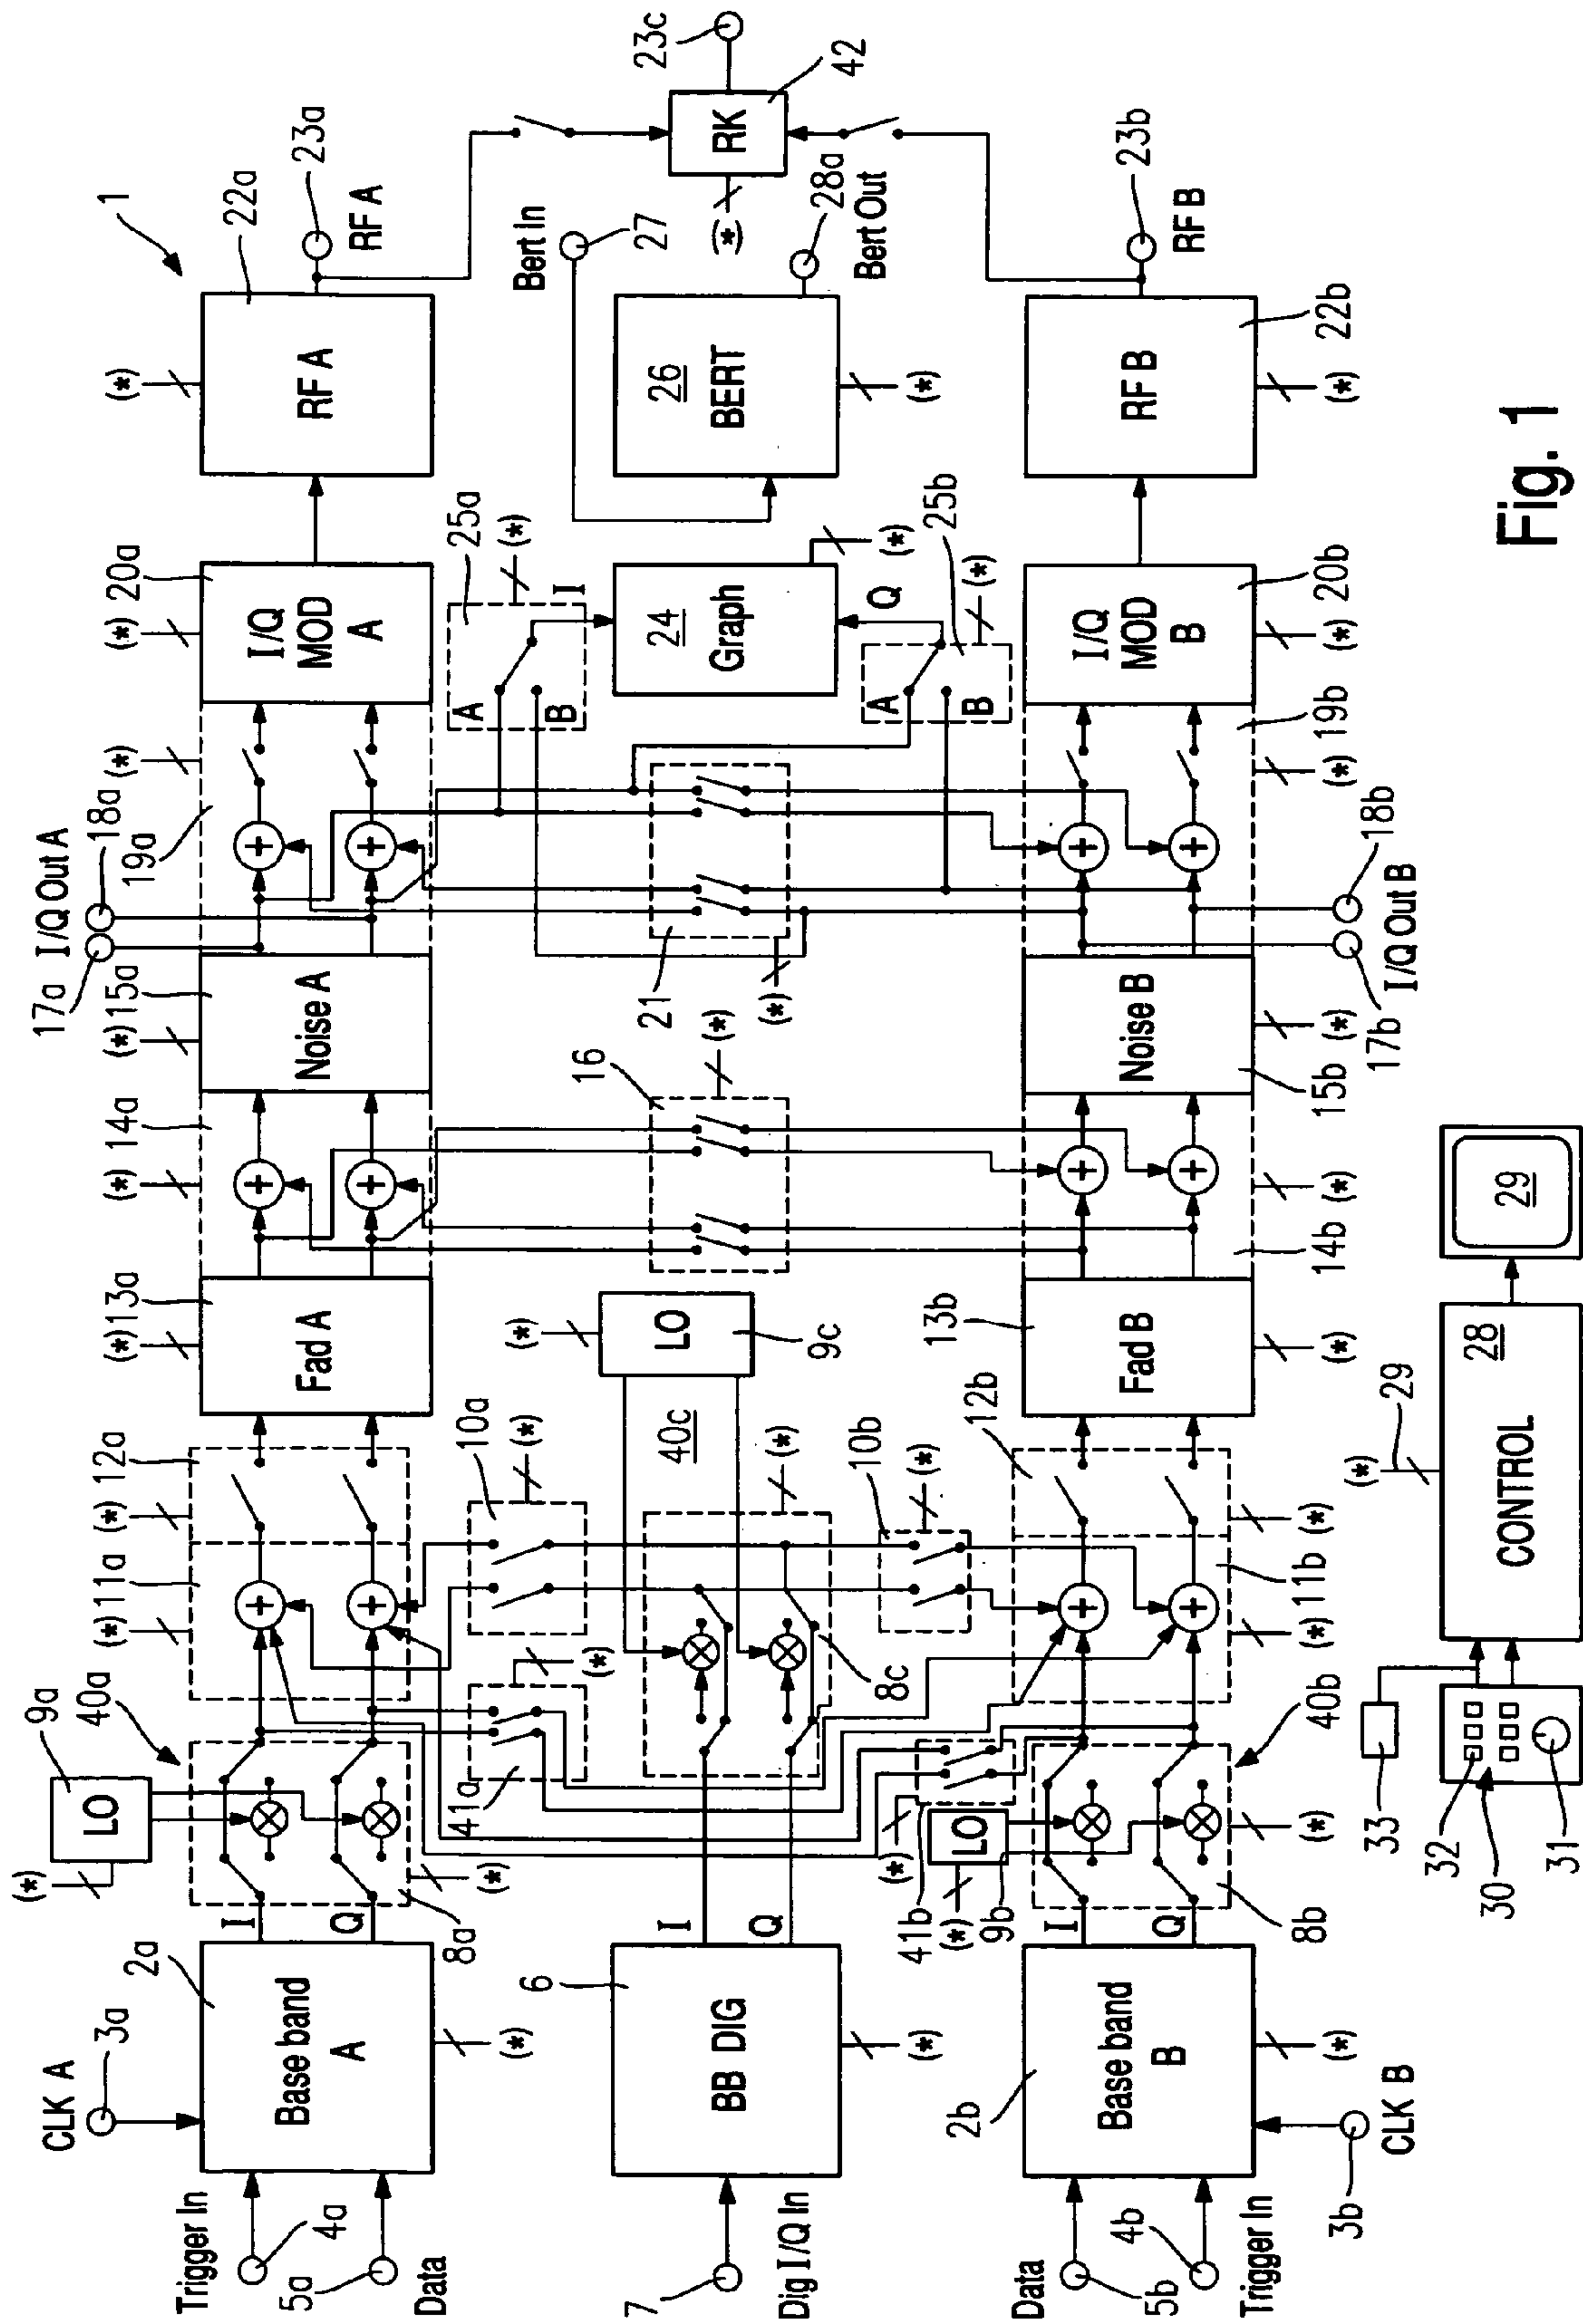 Fig. 1
1
CLK A
3a
Trigger In
4a
5a
Data
2a
Base band
A
(*)
I
Q
8a
(*)
9a
LO
(*)
40a
(*) 11a
(*) 12a
(*) 13a
Fad A
(*) 14a
(*) 15a
Noise A
17a
I/Q Out A
18a
19a
(*)
(*) 20a
I/Q
MOD
A
(*)
22a
RF A
23a
RF A
7
Dig I/Q In
6
BB DIG
(*)
I
Q
41a
(*)
10a
(*)
40c
8c
(*)
(*)
LO
9c
10b
(*)
16
(*)
21
(*)
25a
(*)
A
B
I
24
Graph
(*)
Q
A
B
25b
(*)
Bert In
27
26
BERT
(*)
28a
Bert Out
(*)
RK
42
23c
Data
5b
4b
Trigger In
3b
CLK B
2b
Base band
B
(*)
I
Q
8b
41b
(*)
(*)
LO
9b
40b
(*)
11b
(*)
12b
(*)
13b
Fad B
(*)
14b
(*)
Noise B
15b
(*)
17b
I/Q Out B
18b
19b
(*)
I/Q
MOD
B
20b
(*)
RF B
22b
(*)
23b
RF B
33
32
30
31
CONTROL
28
(*)
29
29